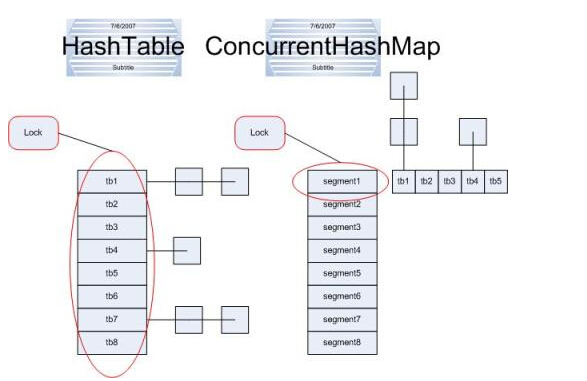 7/6/2007
HashTable
Subtitle
7/6/2007
ConcurrentHashMap
Subtitle
Lock
tb1
tb2
tb3
tb4
tb5
tb6
tb7
tb8
Lock
segment1
segment2
segment3
segment4
segment5
segment6
segment7
segment8
tb1 tb2 tb3 tb4 tb5